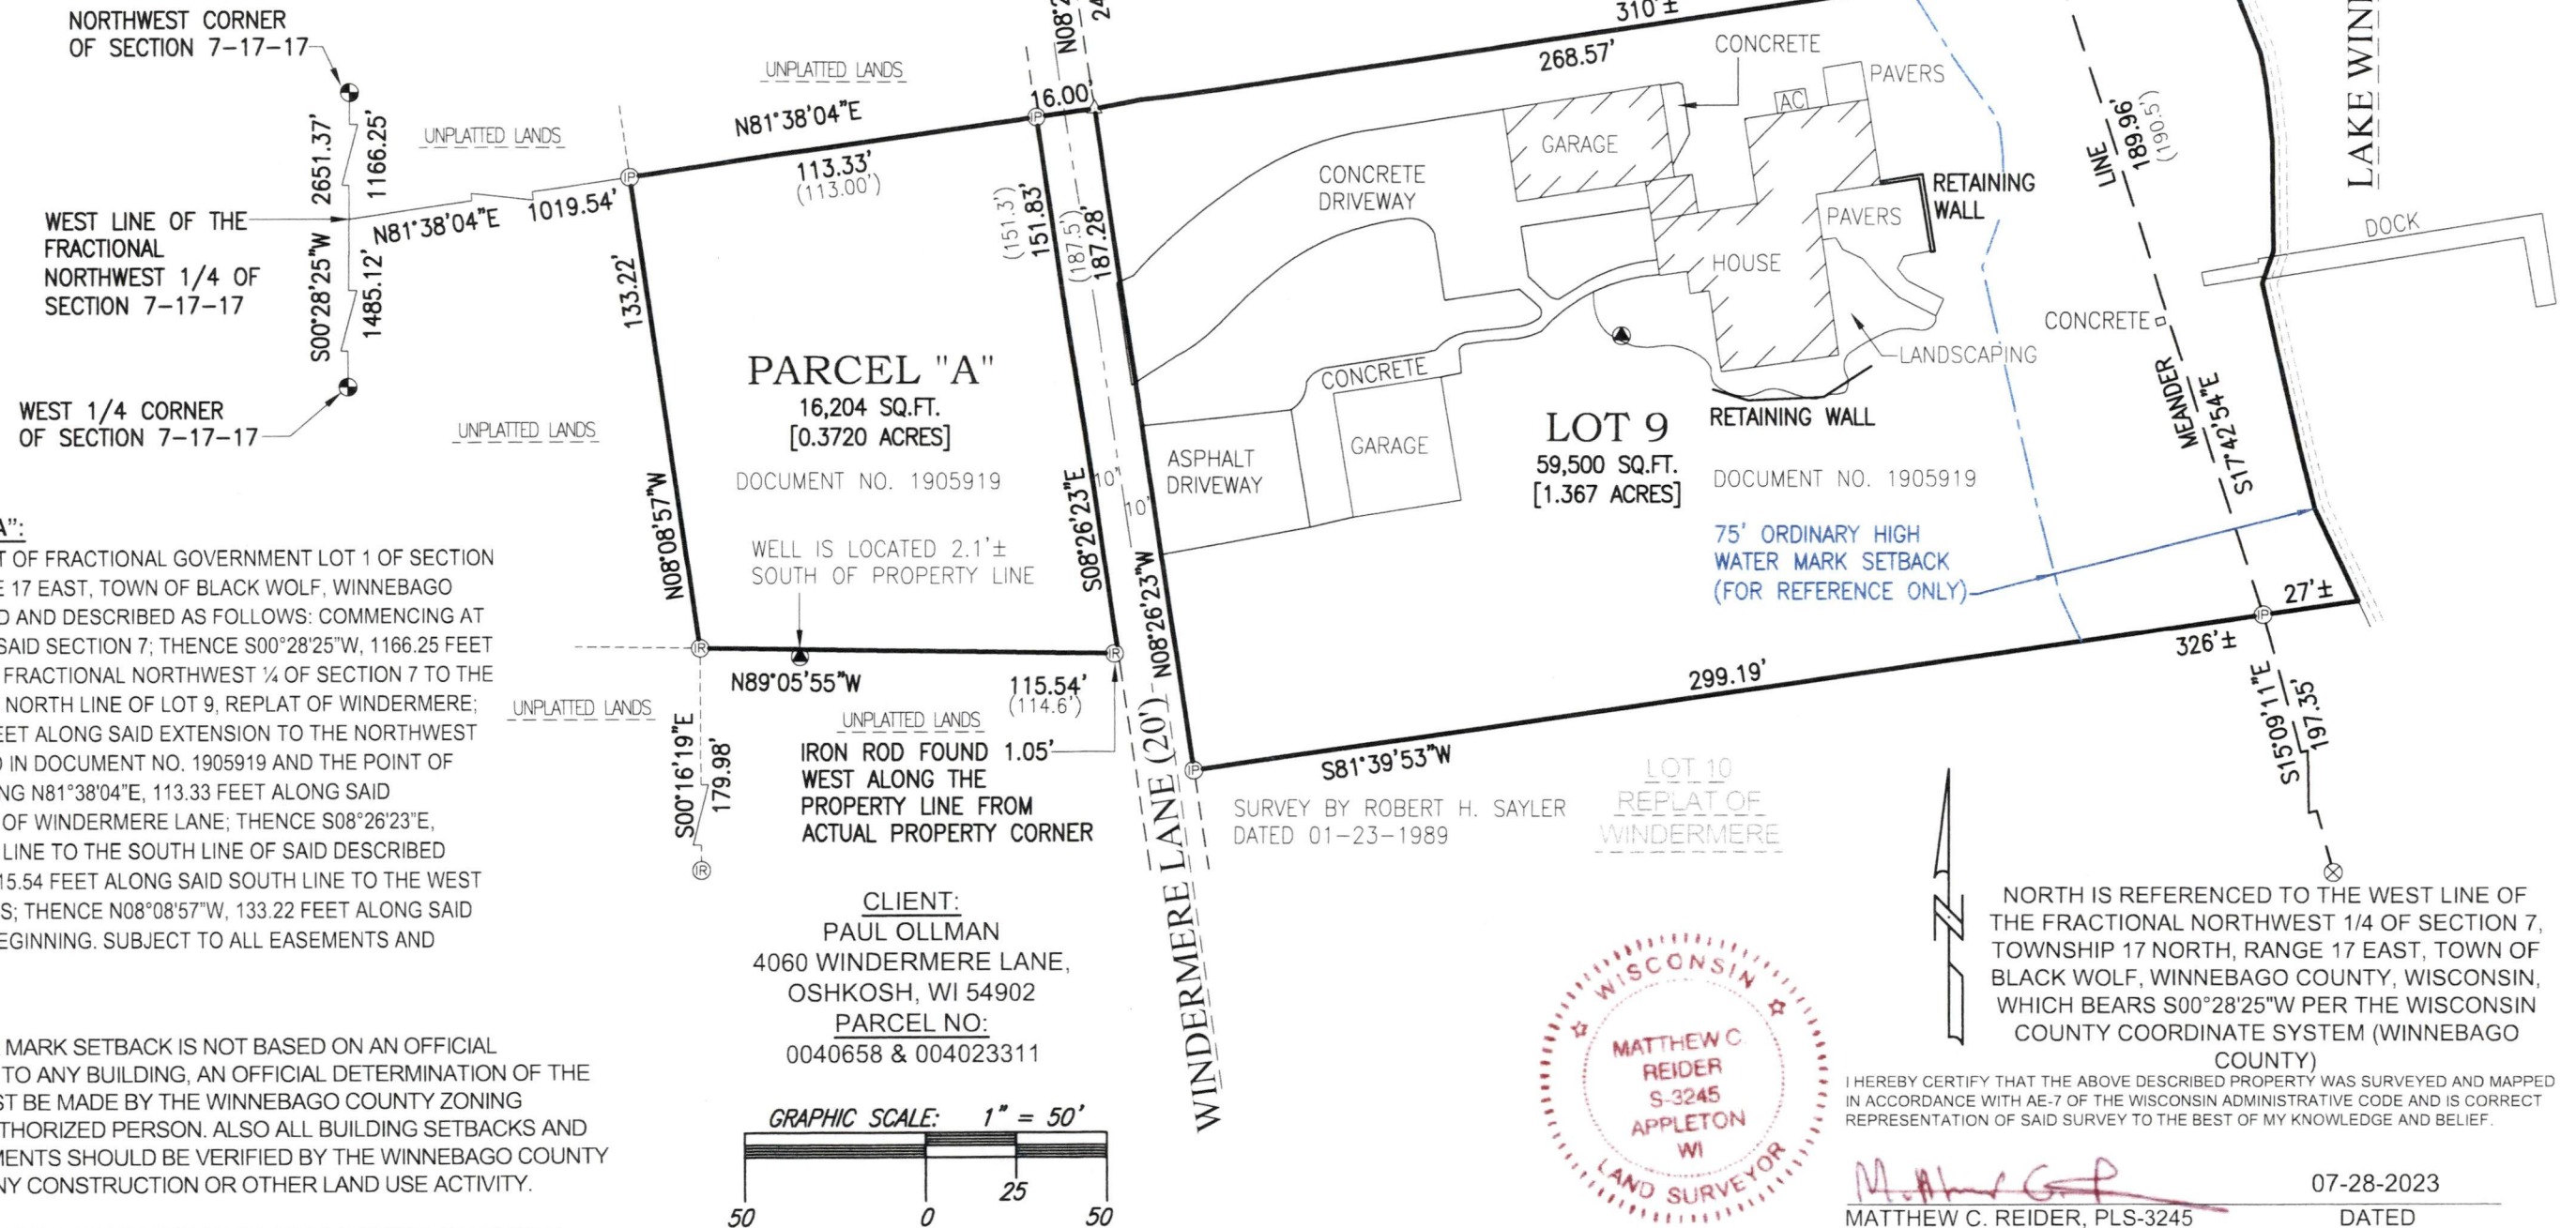 NORTHWEST CORNER
OF SECTION 7-17-17
2651.37'
1166.25'
S00°28'25"W
1485.12'
WEST LINE OF THE
FRACTIONAL
NORTHWEST 1/4 OF
SECTION 7-17-17
WEST 1/4 CORNER
OF SECTION 7-17-17
UNPLATTED LANDS
N81°38'04"E 1019.54'
UNPLATTED LANDS
UNPLATTED LANDS
N81°38'04"E
113.33'
(113.00')
16.00'
IP
IP
133.22'
N08°08'57"W
(151.3')
151.83'
S08°26'23"E
(187.5')
187.28'
N08°26'23"W
10'
10'
PARCEL "A"
16,204 SQ.FT.
[0.3720 ACRES]
DOCUMENT NO. 1905919
WELL IS LOCATED 2.1'±
SOUTH OF PROPERTY LINE
IR
IR
N89°05'55"W
115.54'
(114.6')
UNPLATTED LANDS
UNPLATTED LANDS
S00°16'19"E
179.98'
IR
IRON ROD FOUND 1.05'
WEST ALONG THE
PROPERTY LINE FROM
ACTUAL PROPERTY CORNER
WINDERMERE LANE (20')
310'±
268.57'
CONCRETE
PAVERS
AC
GARAGE
CONCRETE
DRIVEWAY
RETAINING
WALL
PAVERS
HOUSE
LANDSCAPING
CONCRETE
GARAGE
ASPHALT
DRIVEWAY
RETAINING WALL
LOT 9
59,500 SQ.FT.
[1.367 ACRES]
DOCUMENT NO. 1905919
75' ORDINARY HIGH
WATER MARK SETBACK
(FOR REFERENCE ONLY)
MEANDER LINE
189.96'
(190.5')
S17°42'54"E
CONCRETE
DOCK
LAKE WIN
27'±
IP
326'±
299.19'
S81°39'53"W
IP
S15°09'11"E
197.35'
SURVEY BY ROBERT H. SAYLER
DATED 01-23-1989
LOT 10
REPLAT OF
WINDERMERE
A":
T OF FRACTIONAL GOVERNMENT LOT 1 OF SECTION
E 17 EAST, TOWN OF BLACK WOLF, WINNEBAGO
D AND DESCRIBED AS FOLLOWS: COMMENCING AT
SAID SECTION 7; THENCE S00°28'25"W, 1166.25 FEET
FRACTIONAL NORTHWEST ¼ OF SECTION 7 TO THE
NORTH LINE OF LOT 9, REPLAT OF WINDERMERE;
EET ALONG SAID EXTENSION TO THE NORTHWEST
D IN DOCUMENT NO. 1905919 AND THE POINT OF
NG N81°38'04"E, 113.33 FEET ALONG SAID
OF WINDERMERE LANE; THENCE S08°26'23"E,
LINE TO THE SOUTH LINE OF SAID DESCRIBED
15.54 FEET ALONG SAID SOUTH LINE TO THE WEST
S; THENCE N08°08'57"W, 133.22 FEET ALONG SAID
EGINNING. SUBJECT TO ALL EASEMENTS AND
MARK SETBACK IS NOT BASED ON AN OFFICIAL
TO ANY BUILDING, AN OFFICIAL DETERMINATION OF THE
ST BE MADE BY THE WINNEBAGO COUNTY ZONING
THORIZED PERSON. ALSO ALL BUILDING SETBACKS AND
MENTS SHOULD BE VERIFIED BY THE WINNEBAGO COUNTY
NY CONSTRUCTION OR OTHER LAND USE ACTIVITY.
CLIENT:
PAUL OLLMAN
4060 WINDERMERE LANE,
OSHKOSH, WI 54902
PARCEL NO:
0040658 & 004023311
GRAPHIC SCALE: 1" = 50'
25
50 0 50
WISCONSIN
MATTHEW C.
REIDER
S-3245
APPLETON
WI
LAND SURVEYOR
N
NORTH IS REFERENCED TO THE WEST LINE OF
THE FRACTIONAL NORTHWEST 1/4 OF SECTION 7,
TOWNSHIP 17 NORTH, RANGE 17 EAST, TOWN OF
BLACK WOLF, WINNEBAGO COUNTY, WISCONSIN,
WHICH BEARS S00°28'25"W PER THE WISCONSIN
COUNTY COORDINATE SYSTEM (WINNEBAGO
COUNTY)
I HEREBY CERTIFY THAT THE ABOVE DESCRIBED PROPERTY WAS SURVEYED AND MAPPED
IN ACCORDANCE WITH AE-7 OF THE WISCONSIN ADMINISTRATIVE CODE AND IS CORRECT
REPRESENTATION OF SAID SURVEY TO THE BEST OF MY KNOWLEDGE AND BELIEF.
07-28-2023
MATTHEW C. REIDER, PLS-3245 DATED